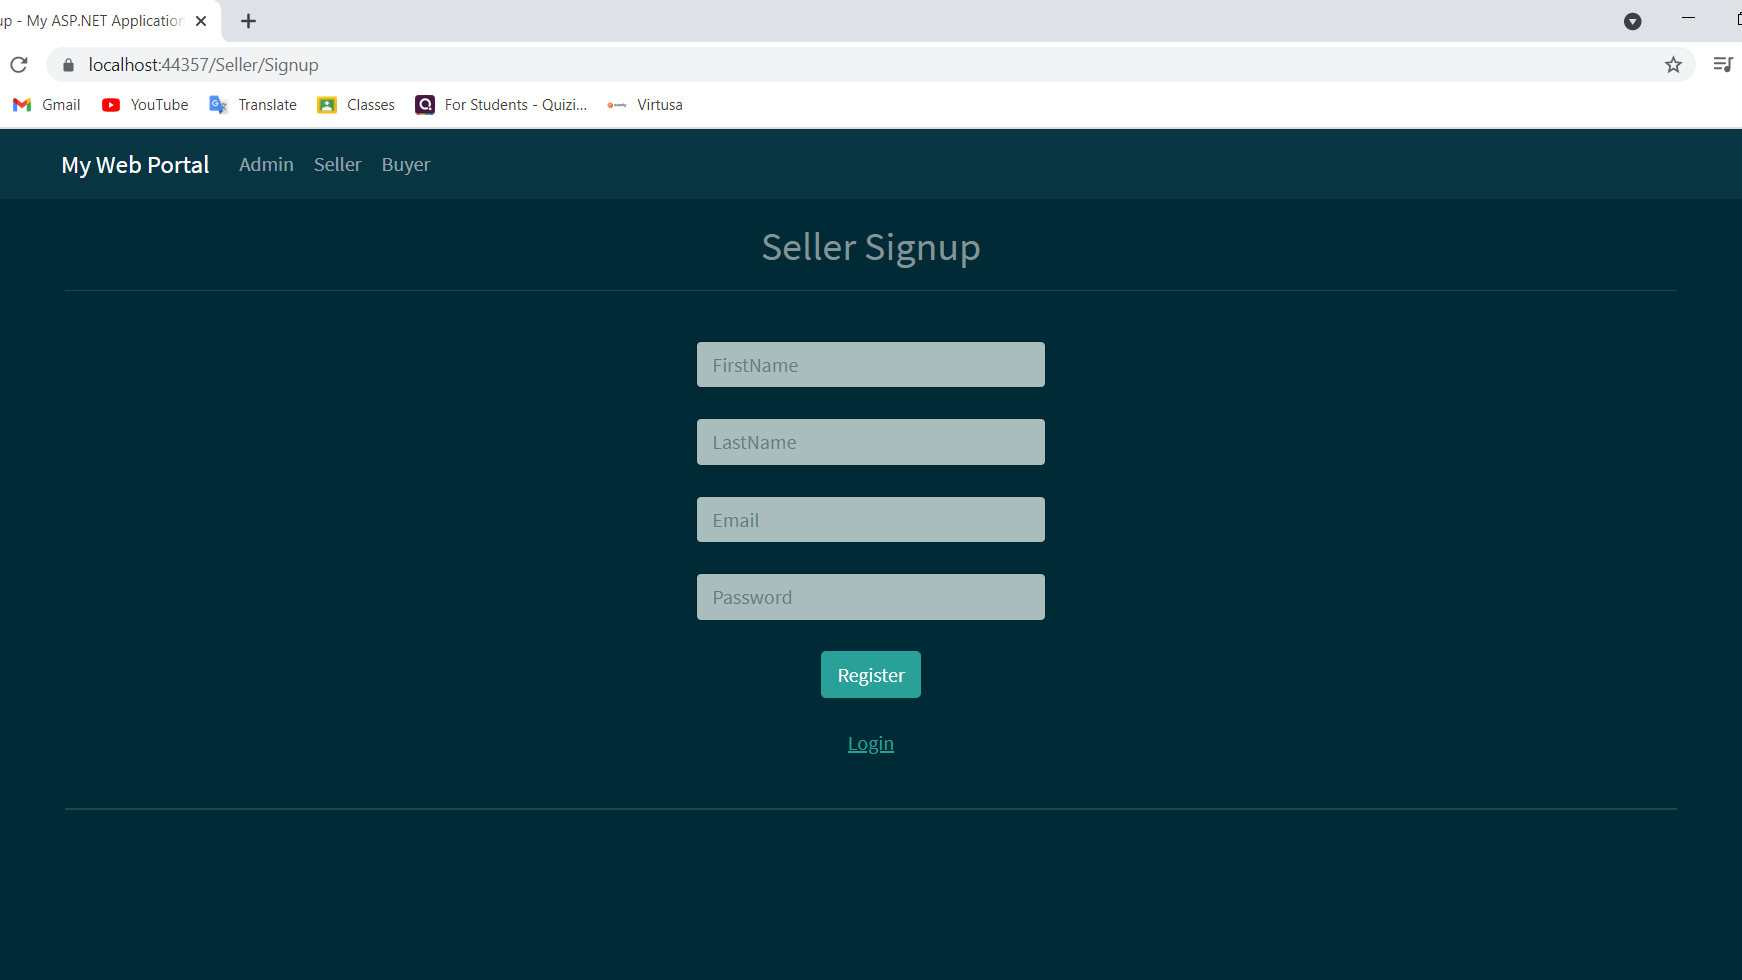 up - My ASP.NET Application
localhost:44357/Seller/Signup
Gmail YouTube Translate Classes For Students - Quizi... Virtusa
My Web Portal Admin Seller Buyer
Seller Signup
FirstName
LastName
Email
Password
Register
Login